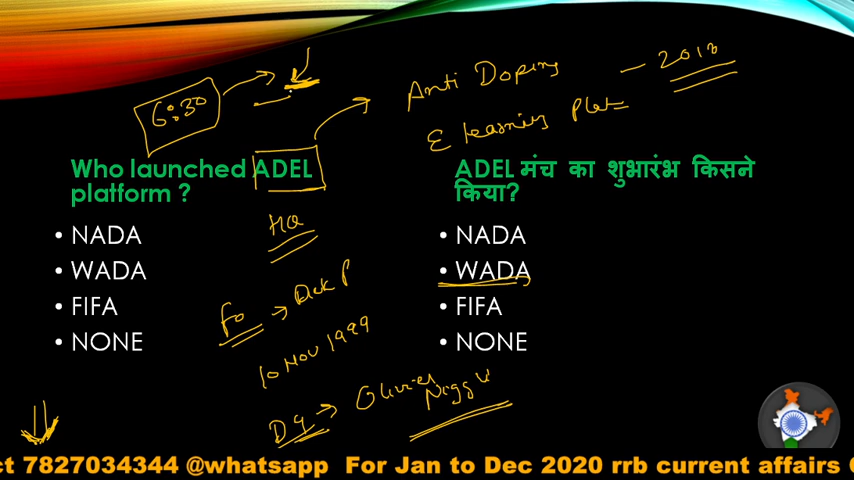 6:30
Anti Doping - 2018
E learning Plat
Who launched ADEL
platform ?
• NADA
• WADA
• FIFA
• NONE
ADEL मंच का शुभारंभ किसने
किया?
• NADA
• WADA
• FIFA
• NONE
HQ
Fo → Dick P
10 Nov 1999
Dg → Olivier
Niggli
ct 7827034344 @whatsapp For Jan to Dec 2020 rrb current affairs